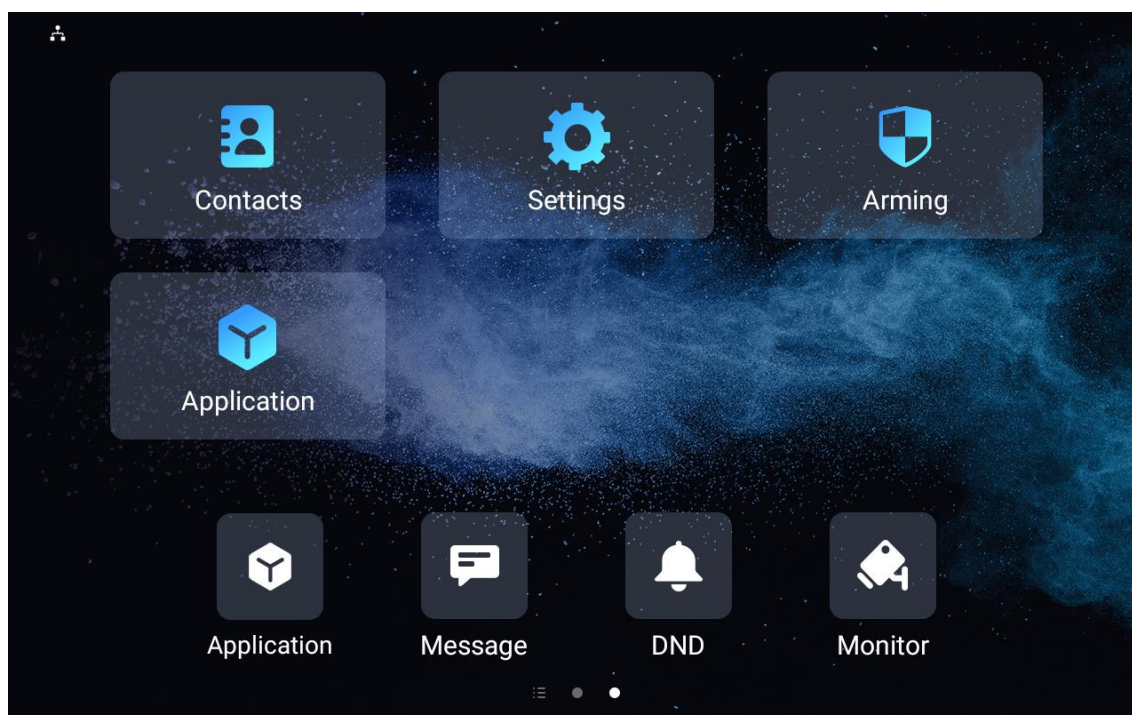 Contacts
Settings
Arming
Application
Application
Message
DND
Monitor